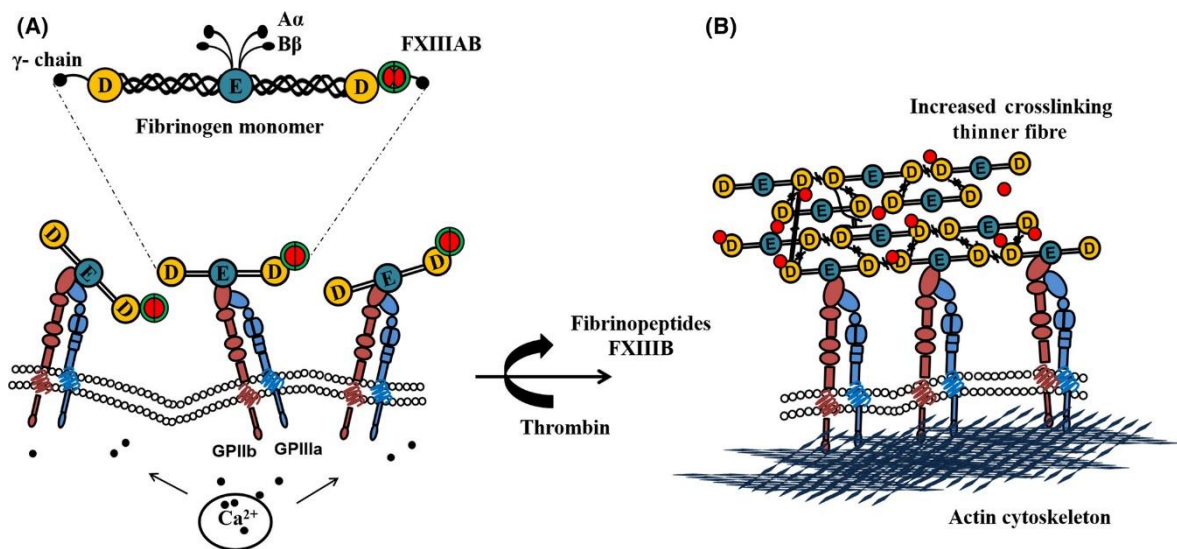 (A)
Aα
Bβ
γ- chain
FXIIIAB
D
E
D
Fibrinogen monomer
D
E
D
D
E
D
D
E
D
GPIIb
GPIIIa
Ca²⁺
Fibrinopeptides
FXIIIB
Thrombin
(B)
Increased crosslinking
thinner fibre
D E D D E D D E D
D E D D E D
D E D D E D D E D
D E D D E D D E D
Actin cytoskeleton